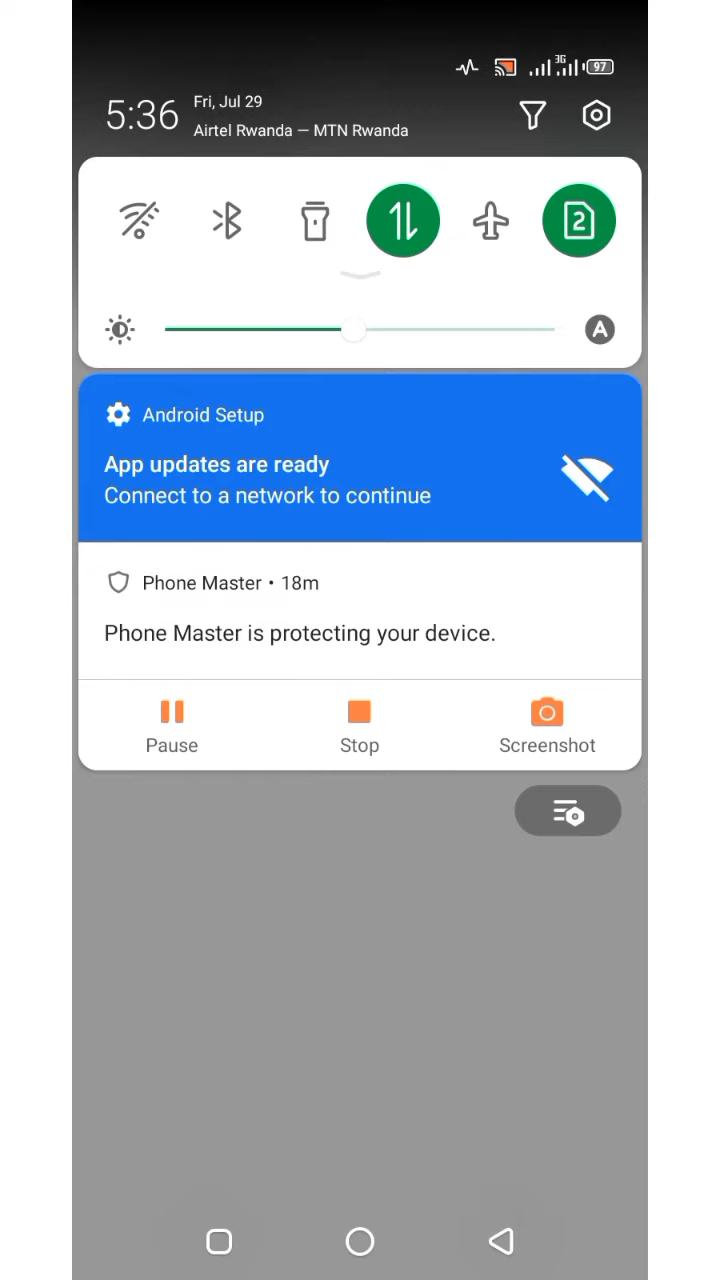 3G
97
5:36
Fri, Jul 29
Airtel Rwanda — MTN Rwanda
2
A
Android Setup
App updates are ready
Connect to a network to continue
Phone Master • 18m
Phone Master is protecting your device.
Pause
Stop
Screenshot